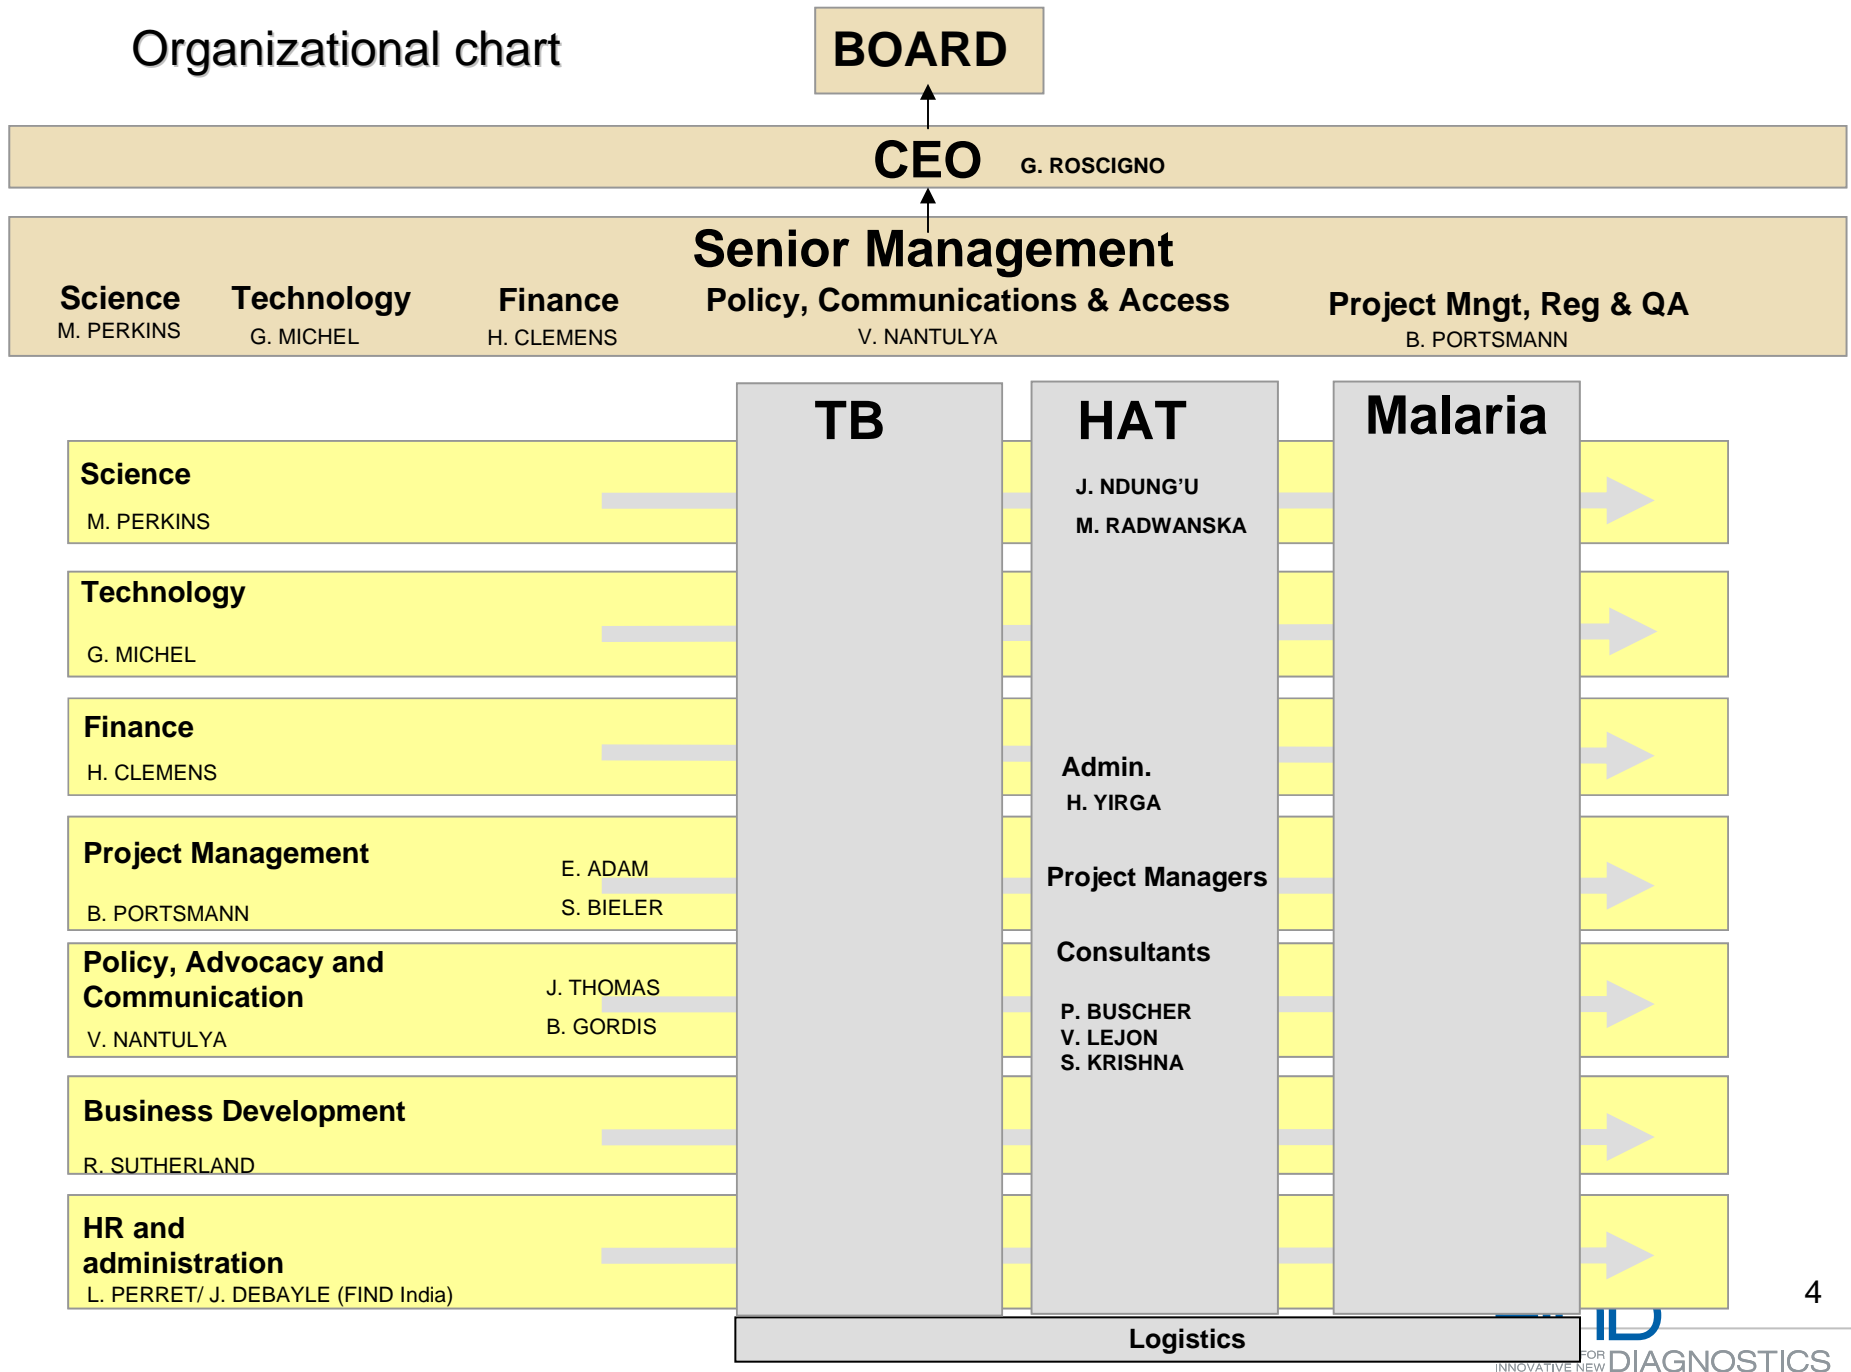 Organizational chart
BOARD
CEO G. ROSCIGNO
Senior Management
Science Technology Finance Policy, Communications & Access Project Mngt, Reg & QA
M. PERKINS G. MICHEL H. CLEMENS V. NANTULYA B. PORTSMANN
TB HAT Malaria
Science
M. PERKINS
J. NDUNG’U
M. RADWANSKA
Technology
G. MICHEL
Finance
H. CLEMENS
Admin.
H. YIRGA
Project Management
B. PORTSMANN
E. ADAM
S. BIELER
Project Managers
Policy, Advocacy and
Communication
V. NANTULYA
J. THOMAS
B. GORDIS
Consultants
P. BUSCHER
V. LEJON
S. KRISHNA
Business Development
R. SUTHERLAND
HR and
administration
L. PERRET/ J. DEBAYLE (FIND India)
Logistics
4
FOR
INNOVATIVE NEW DIAGNOSTICS